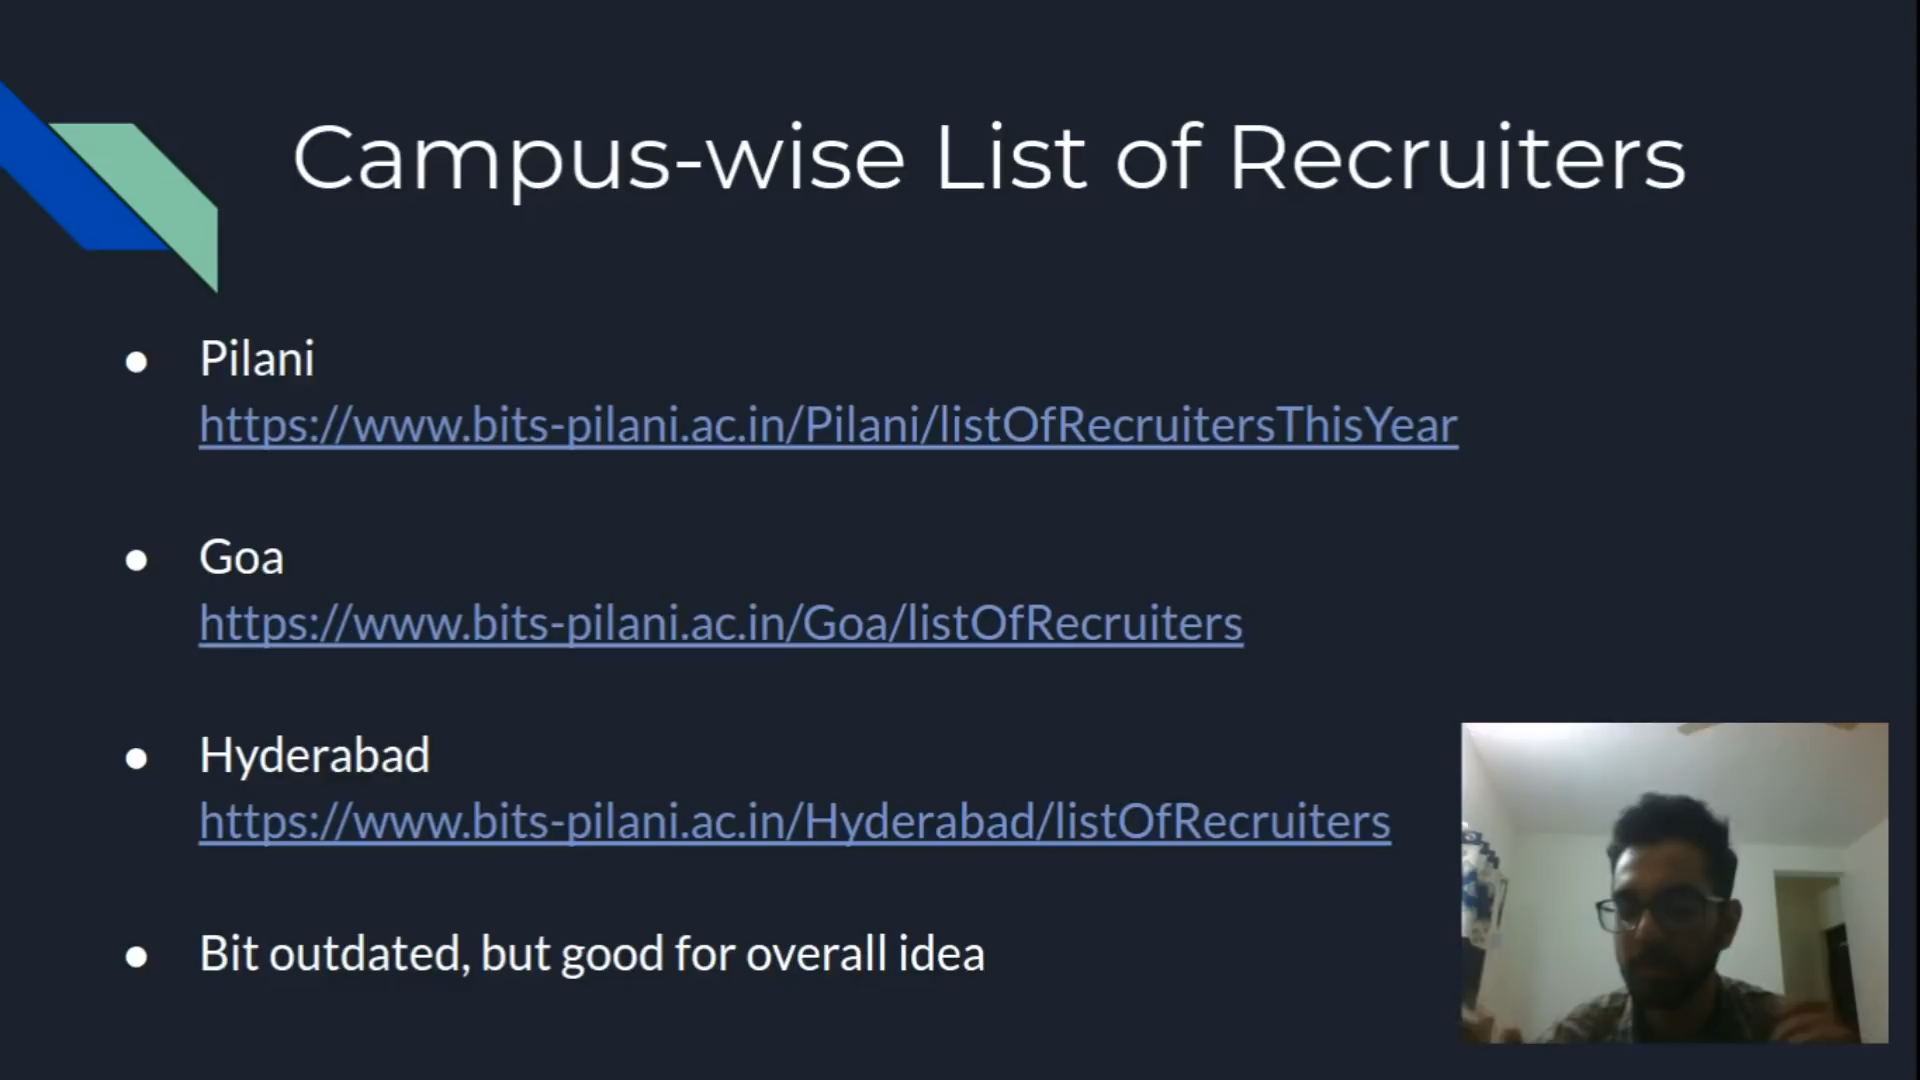 Campus-wise List of Recruiters
● Pilani
https://www.bits-pilani.ac.in/Pilani/listOfRecruitersThisYear
● Goa
https://www.bits-pilani.ac.in/Goa/listOfRecruiters
● Hyderabad
https://www.bits-pilani.ac.in/Hyderabad/listOfRecruiters
● Bit outdated, but good for overall idea